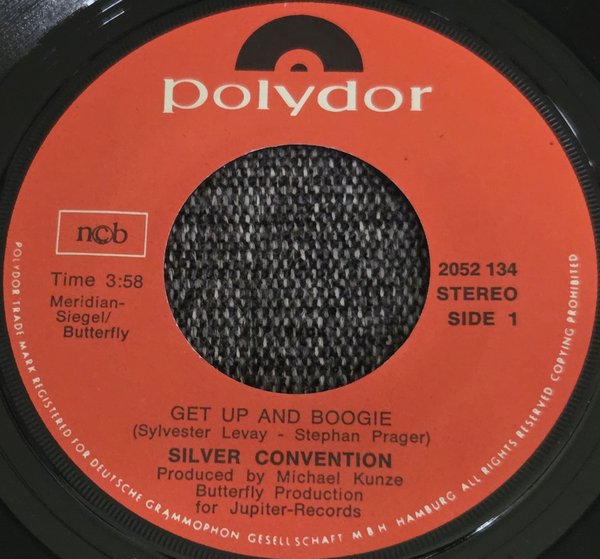 polydor
ncb
Time 3:58
Meridian-
Siegel/
Butterfly
2052 134
STEREO
SIDE 1
GET UP AND BOOGIE
(Sylvester Levay - Stephan Prager)
SILVER CONVENTION
Produced by Michael Kunze
Butterfly Production
for Jupiter-Records
POLYDOR TRADE MARK REGISTERED FOR DEUTSCHE GRAMMOPHON GESELLSCHAFT MBH HAMBURG ALL RIGHTS RESERVED COPYING PROHIBITED